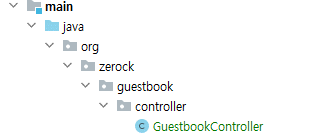 main
java
org
zerock
guestbook
controller
C GuestbookController